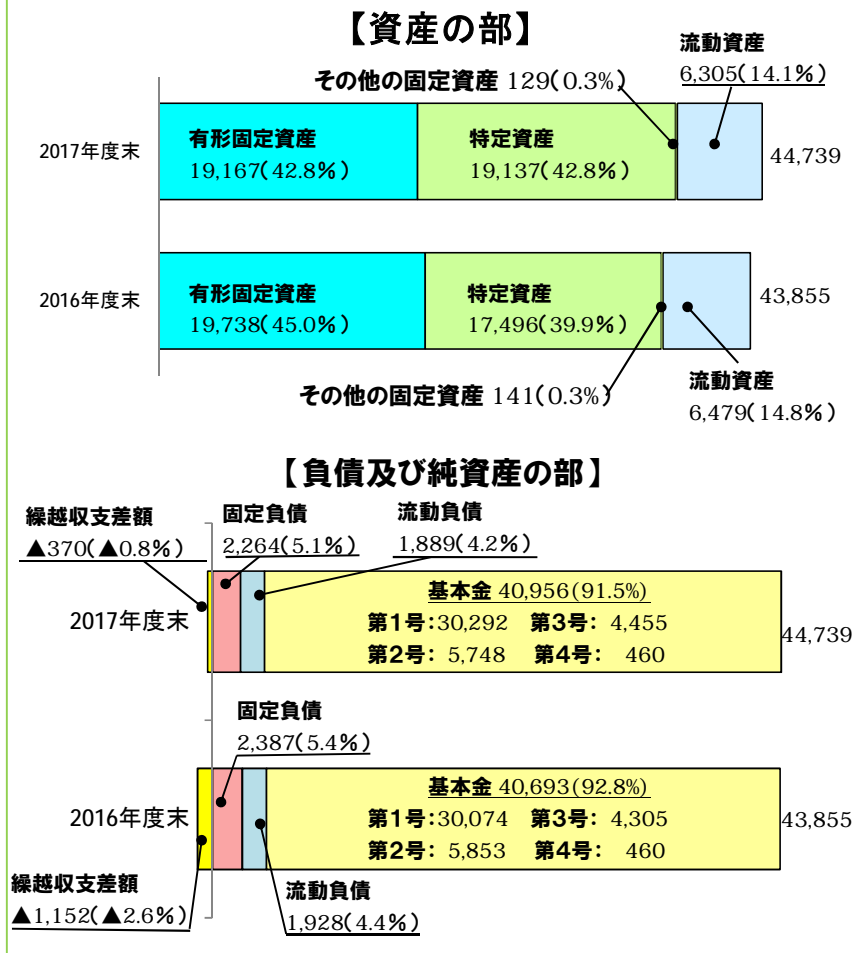 【資産の部】
流動資産
6,305(14.1%)
その他の固定資産 129(0.3%)
2017年度末
有形固定資産
19,167(42.8%)
特定資産
19,137(42.8%)
44,739
2016年度末
有形固定資産
19,738(45.0%)
特定資産
17,496(39.9%)
43,855
その他の固定資産 141(0.3%)
流動資産
6,479(14.8%)
【負債及び純資産の部】
繰越収支差額
▲370(▲0.8%)
固定負債
2,264(5.1%)
流動負債
1,889(4.2%)
2017年度末
基本金 40,956(91.5%)
第1号:30,292 第3号: 4,455
第2号: 5,748 第4号: 460
44,739
固定負債
2,387(5.4%)
2016年度末
基本金 40,693(92.8%)
第1号:30,074 第3号: 4,305
第2号: 5,853 第4号: 460
43,855
繰越収支差額
▲1,152(▲2.6%)
流動負債
1,928(4.4%)